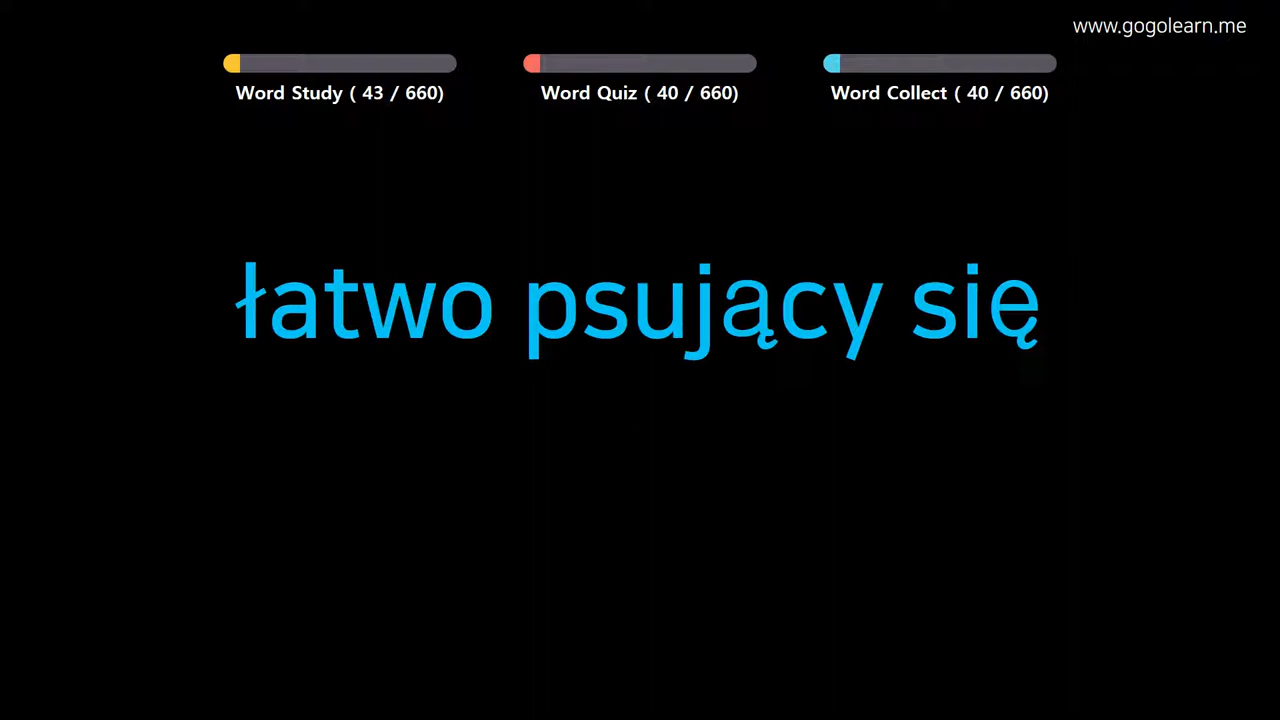 www.gogolearn.me
Word Study ( 43 / 660)
Word Quiz ( 40 / 660)
Word Collect ( 40 / 660)
łatwo psujący się